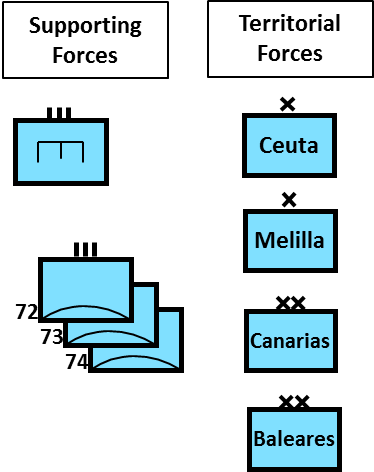 Supporting
Forces
Territorial
Forces
Ceuta
Melilla
72
73
74
Canarias
Baleares